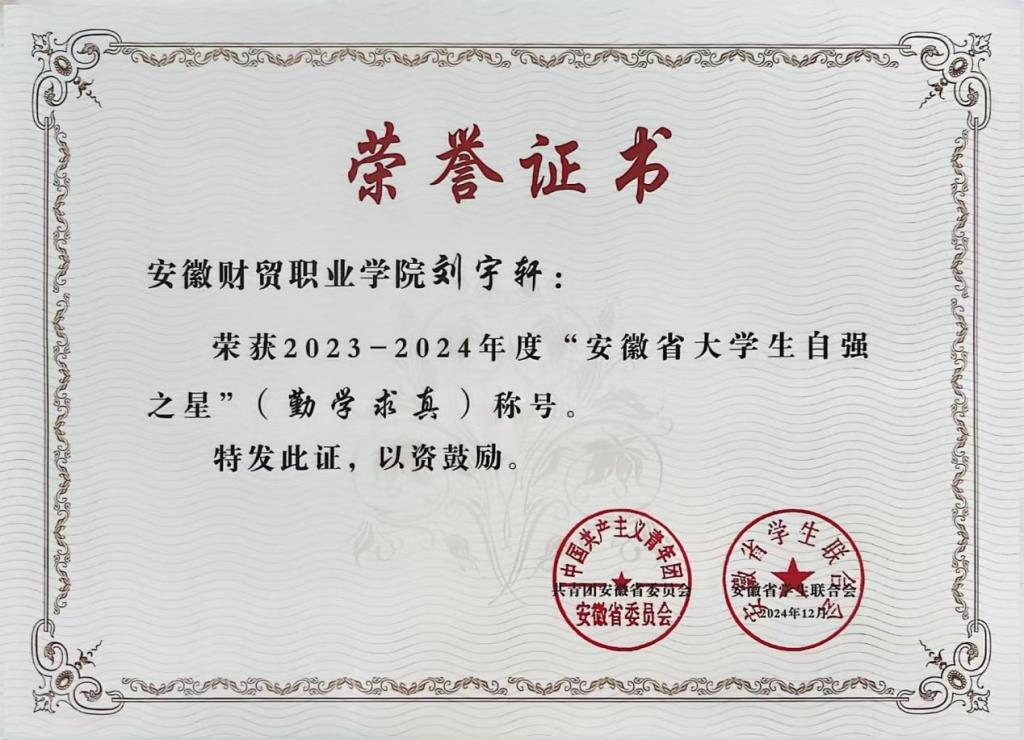 荣誉证书
安徽财贸职业学院刘宇轩：
荣获2023-2024年度“安徽省大学生自强
之星”（勤学求真）称号。
特发此证，以资鼓励。
中国共产主义青年团
安徽省委员会
共青团安徽省委员会
安徽省学生联合会
安徽省学生联合会
2024年12月